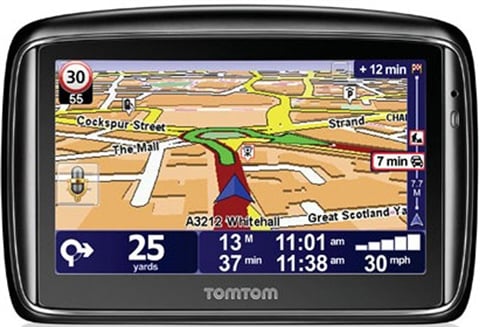 30
55
+ 12 min
Cockspur Street
Strand
CHA
The Mall
7 min
7.7
M
A3212 Whitehall
Great Scotland Ya
25
yards
13 M
11:01 am
37 min
11:38 am
30 mph
TOMTOM